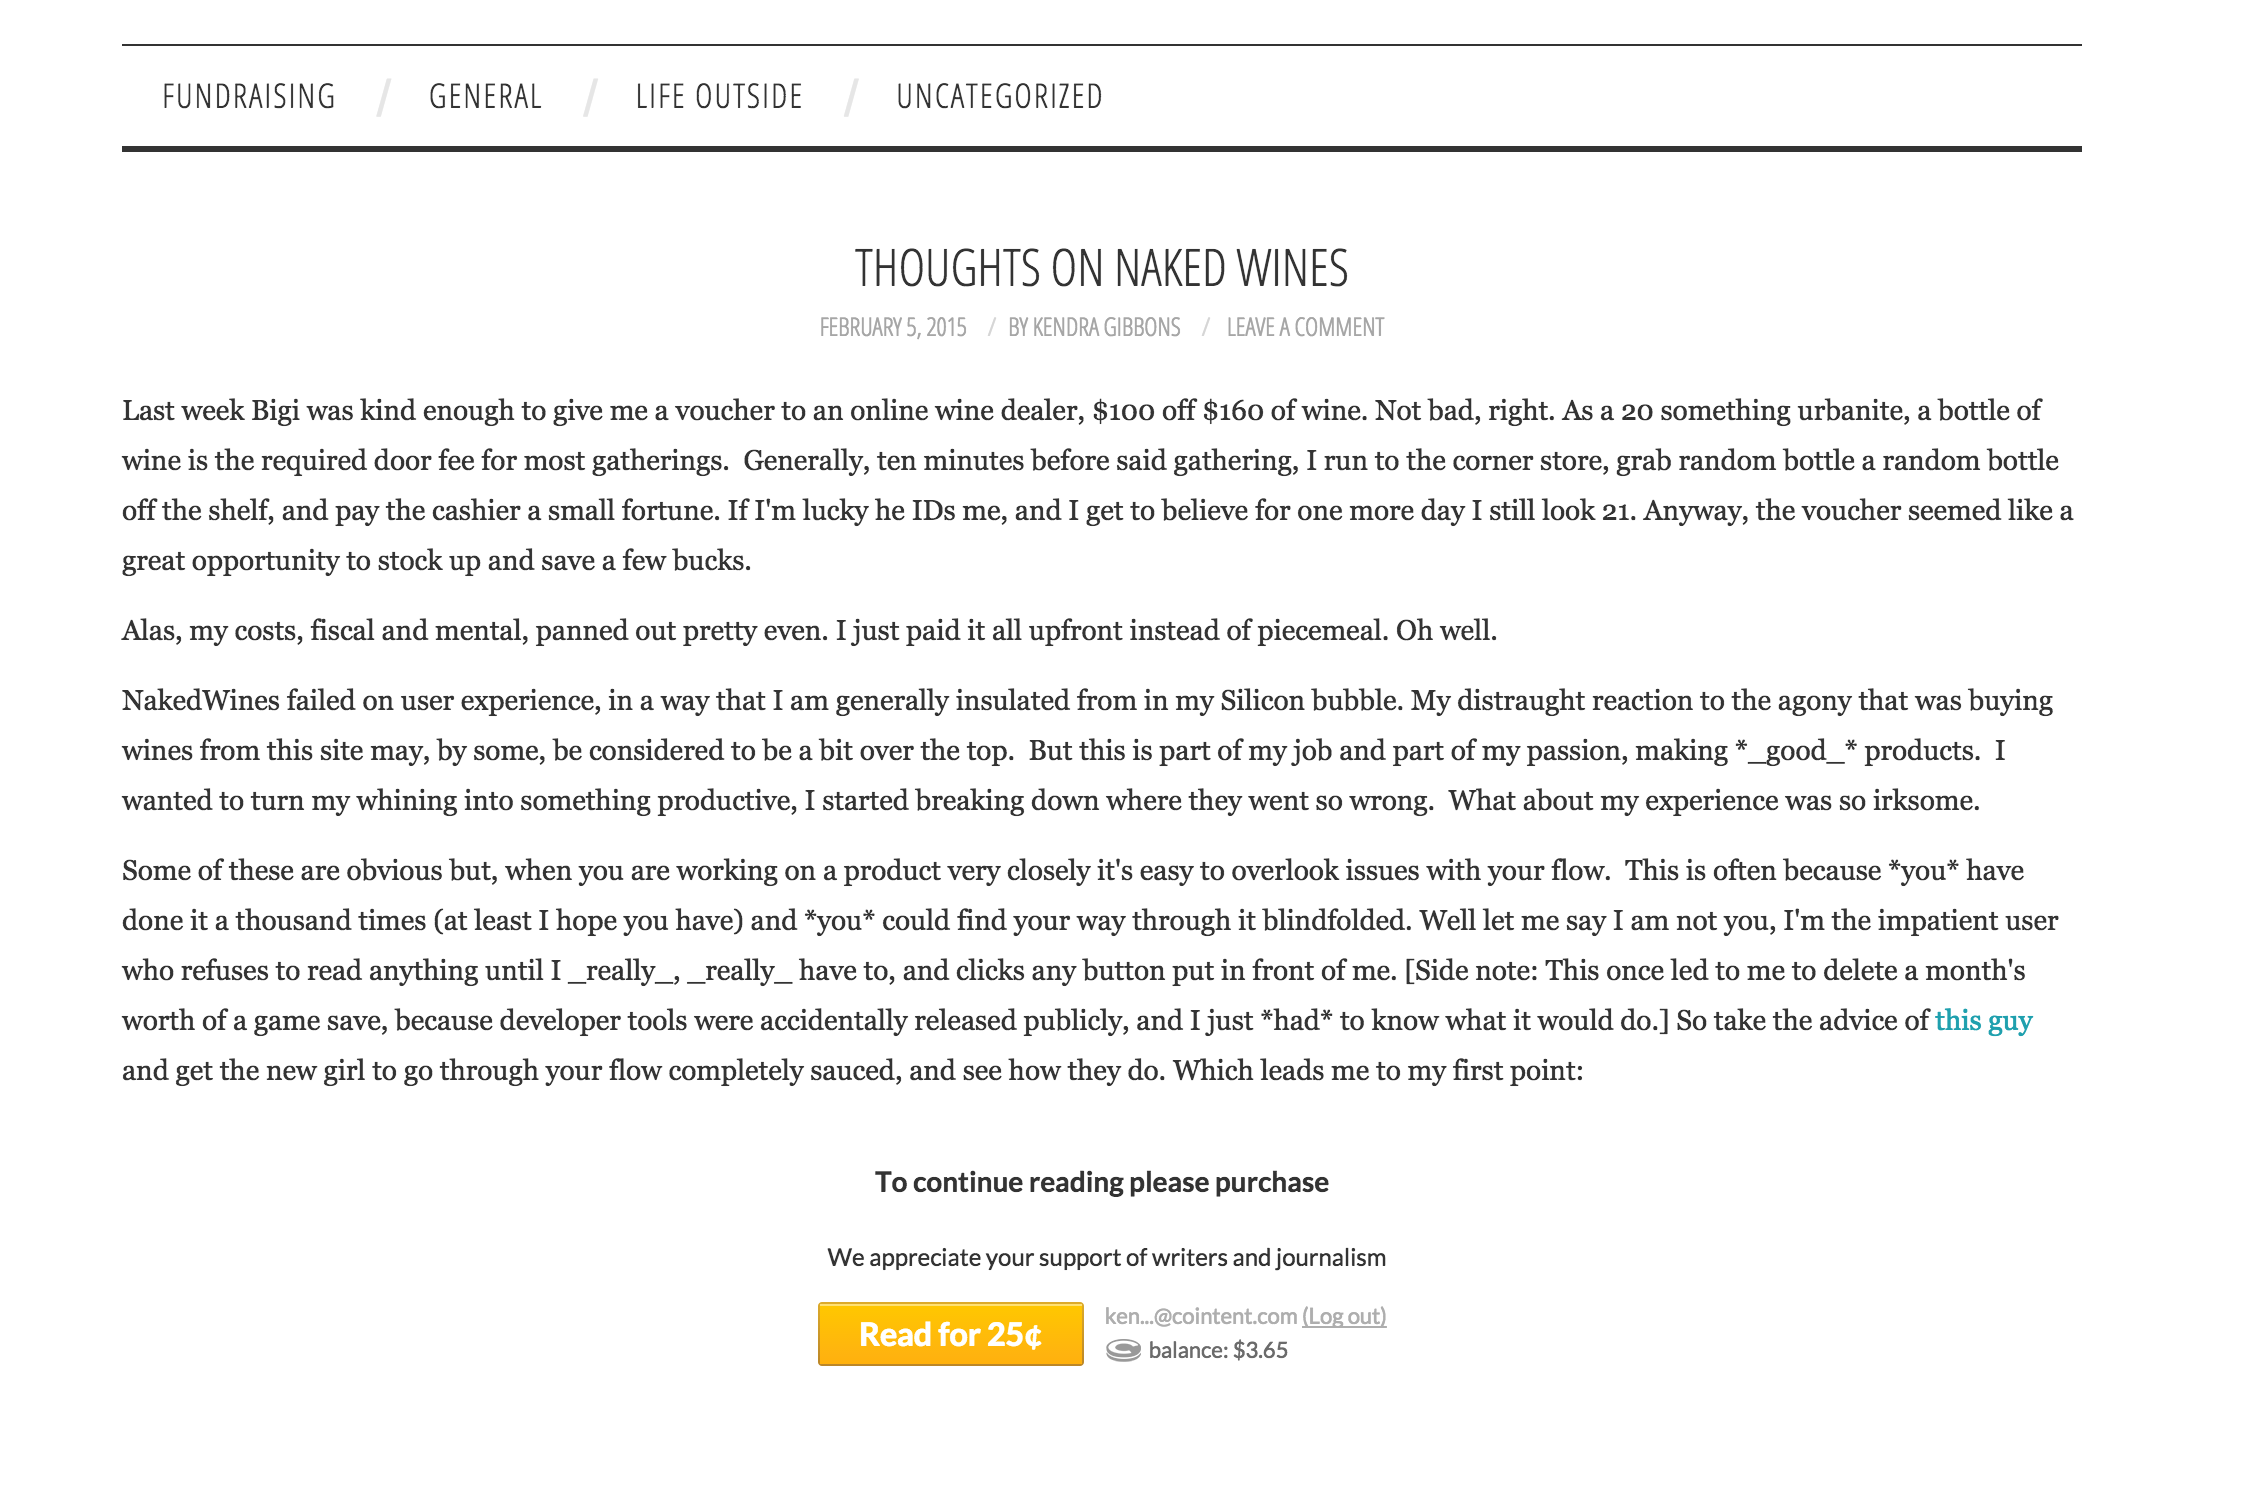 FUNDRAISING / GENERAL / LIFE OUTSIDE / UNCATEGORIZED
THOUGHTS ON NAKED WINES
FEBRUARY 5, 2015 / BY KENDRA GIBBONS / LEAVE A COMMENT
Last week Bigi was kind enough to give me a voucher to an online wine dealer, $100 off $160 of wine. Not bad, right. As a 20 something urbanite, a bottle of
wine is the required door fee for most gatherings.  Generally, ten minutes before said gathering, I run to the corner store, grab random bottle a random bottle
off the shelf, and pay the cashier a small fortune. If I'm lucky he IDs me, and I get to believe for one more day I still look 21. Anyway, the voucher seemed like a
great opportunity to stock up and save a few bucks.
Alas, my costs, fiscal and mental, panned out pretty even. I just paid it all upfront instead of piecemeal. Oh well.
NakedWines failed on user experience, in a way that I am generally insulated from in my Silicon bubble. My distraught reaction to the agony that was buying
wines from this site may, by some, be considered to be a bit over the top.  But this is part of my job and part of my passion, making *_good_* products.  I
wanted to turn my whining into something productive, I started breaking down where they went so wrong.  What about my experience was so irksome.
Some of these are obvious but, when you are working on a product very closely it's easy to overlook issues with your flow.  This is often because *you* have
done it a thousand times (at least I hope you have) and *you* could find your way through it blindfolded. Well let me say I am not you, I'm the impatient user
who refuses to read anything until I _really_, _really_ have to, and clicks any button put in front of me. [Side note: This once led to me to delete a month's
worth of a game save, because developer tools were accidentally released publicly, and I just *had* to know what it would do.] So take the advice of this guy
and get the new girl to go through your flow completely sauced, and see how they do. Which leads me to my first point:
To continue reading please purchase
We appreciate your support of writers and journalism
Read for 25¢
ken...@cointent.com (Log out)
balance: $3.65